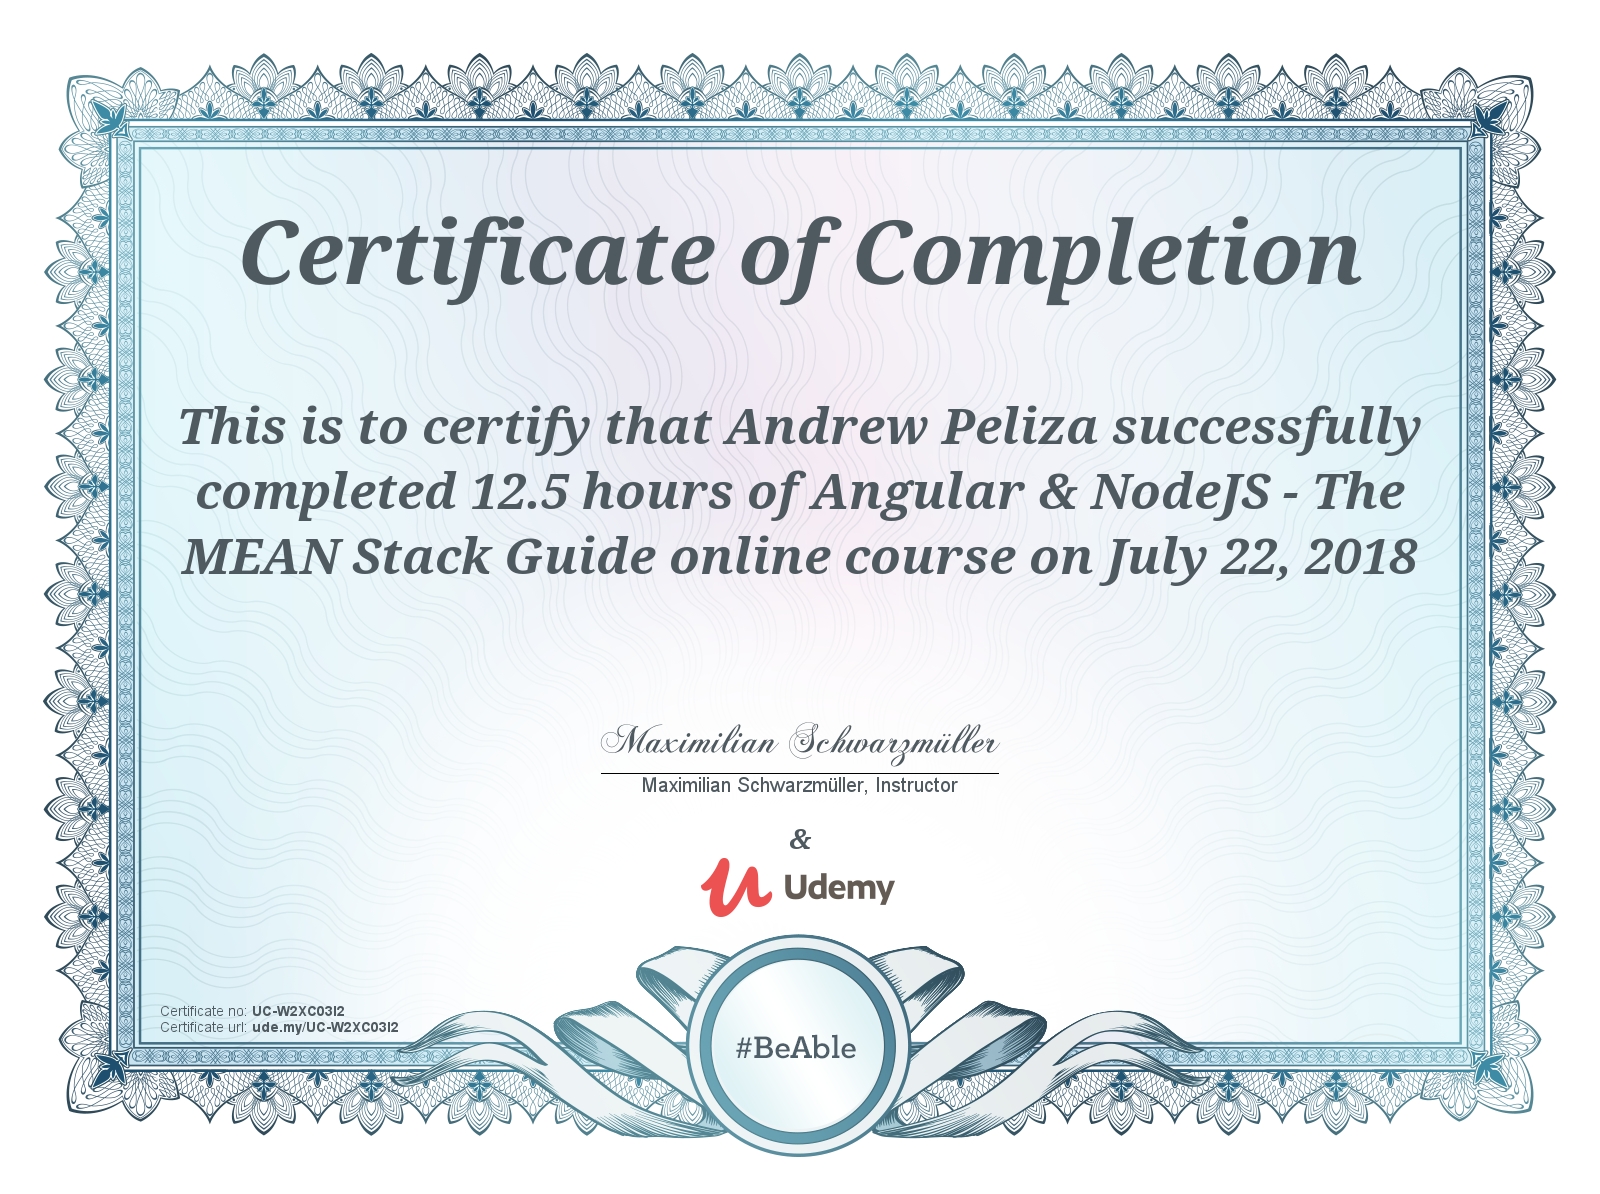 Certificate of Completion
This is to certify that Andrew Peliza successfully
completed 12.5 hours of Angular & NodeJS - The
MEAN Stack Guide online course on July 22, 2018
Maximilian Schwarzmüller
Maximilian Schwarzmüller, Instructor
&
Udemy
Certificate no: UC-W2XC03I2
Certificate url: ude.my/UC-W2XC03I2
#BeAble